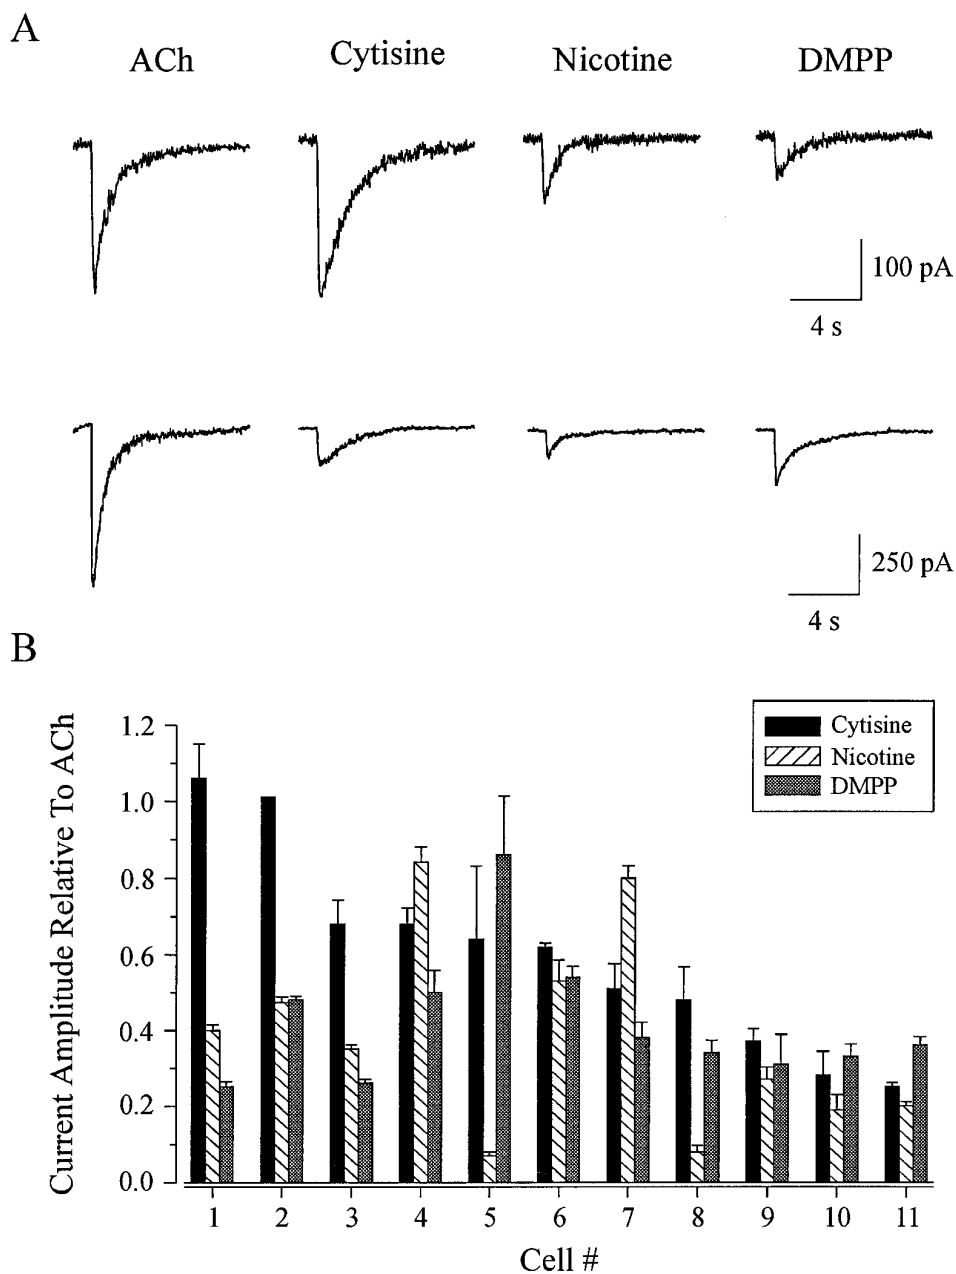 A
ACh Cytisine Nicotine DMPP
100 pA
4 s
250 pA
4 s
B
Current Amplitude Relative To ACh
1.2
1.0
0.8
0.6
0.4
0.2
0.0
Cytisine
Nicotine
DMPP
1 2 3 4 5 6 7 8 9 10 11
Cell #